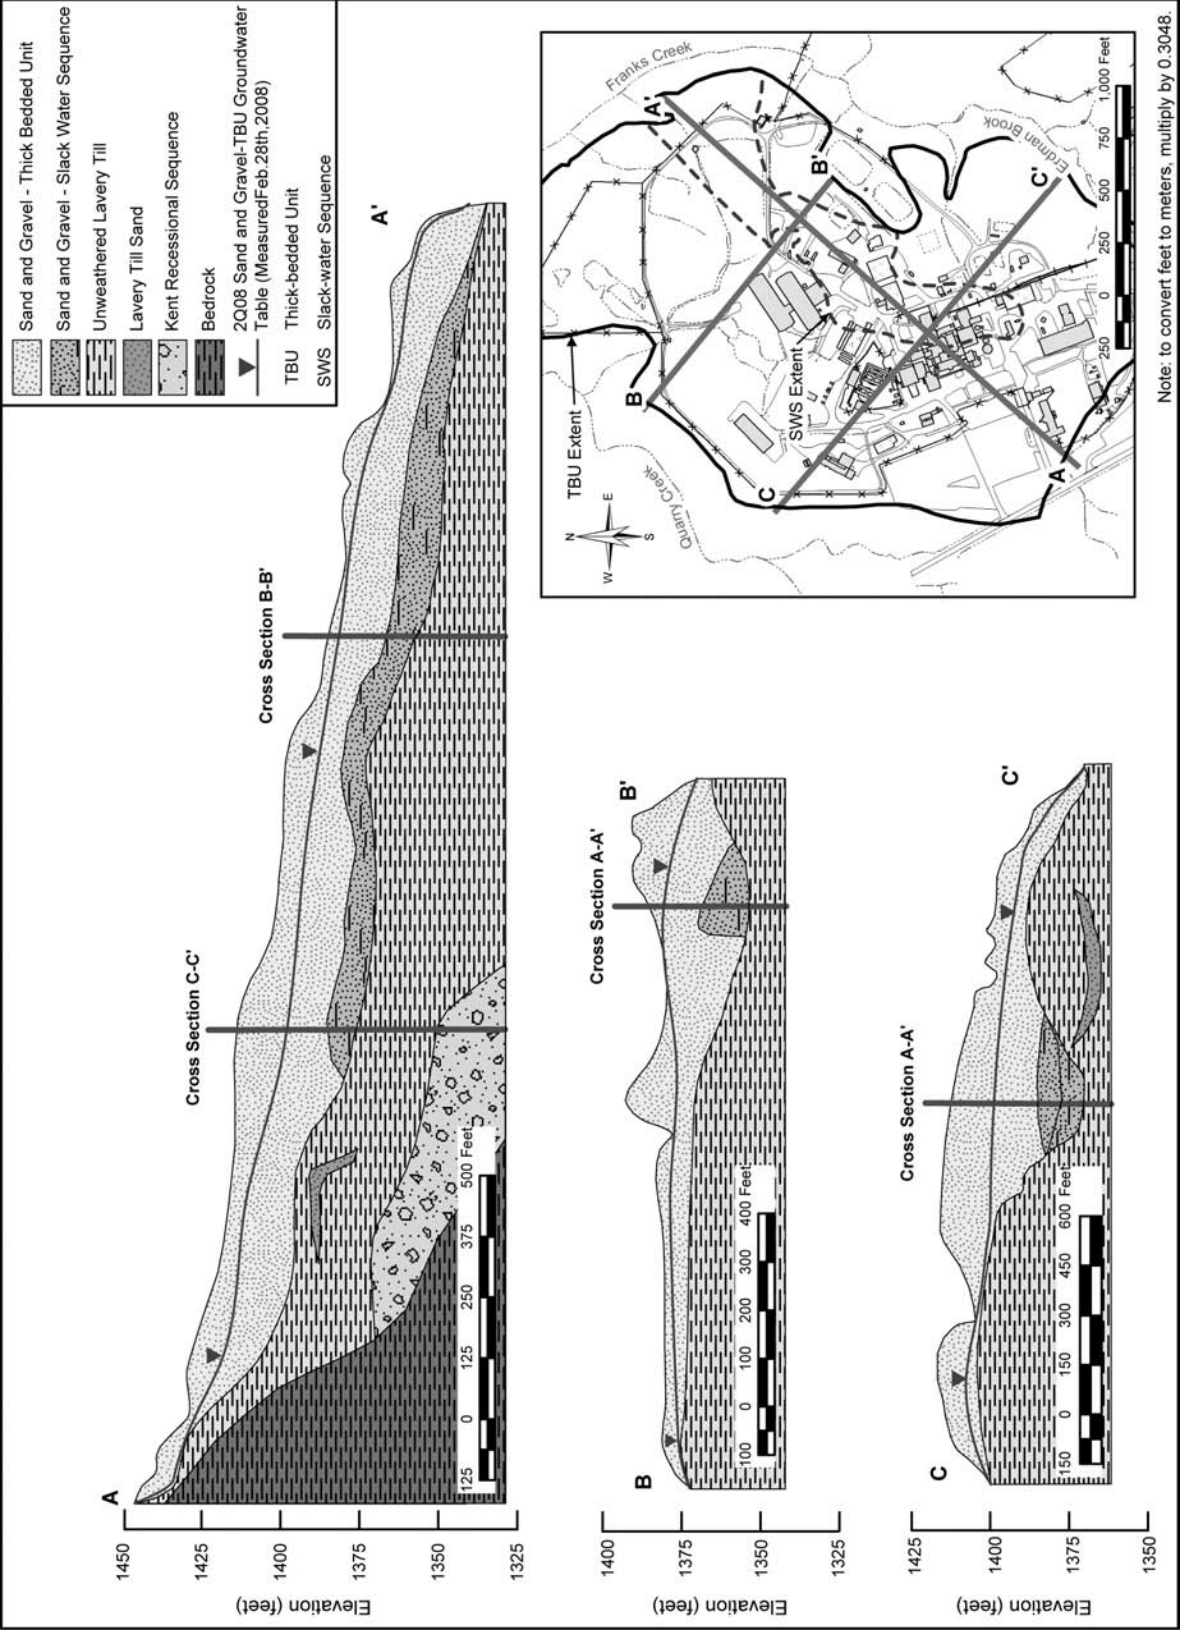 Sand and Gravel - Thick Bedded Unit
Sand and Gravel - Slack Water Sequence
Unweathered Lavery Till
Lavery Till Sand
Kent Recessional Sequence
Bedrock
2Q08 Sand and Gravel-TBU Groundwater
Table (MeasuredFeb.28th,2008)
TBU Thick-bedded Unit
SWS Slack-water Sequence
A
A'
Cross Section C-C'
Cross Section B-B'
Elevation (feet)
1450
1425
1400
1375
1350
1325
125 0 125 250 375 500 Feet
B
B'
Cross Section A-A'
Elevation (feet)
1400
1375
1350
1325
100 0 100 200 300 400 Feet
C
C'
Cross Section A-A'
Elevation (feet)
1425
1400
1375
1350
150 0 150 300 450 600 Feet
TBU Extent
Franks Creek
A'
B
B'
N
W E
S
Quarry Creek
SWS Extent
C
Erdman Brook
C'
A
250 0 250 500 750 1,000 Feet
Note: to convert feet to meters, multiply by 0.3048.